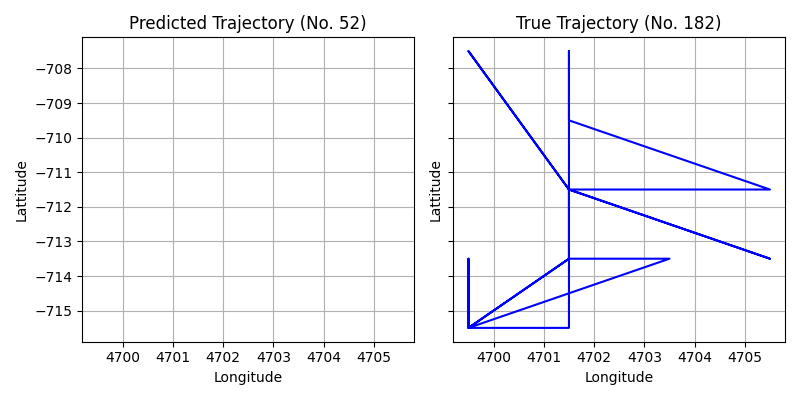 Predicted Trajectory (No. 52)
True Trajectory (No. 182)
−708
−709
−710
−711
−712
−713
−714
−715
Lattitude
Lattitude
4700 4701 4702 4703 4704 4705
4700 4701 4702 4703 4704 4705
Longitude
Longitude